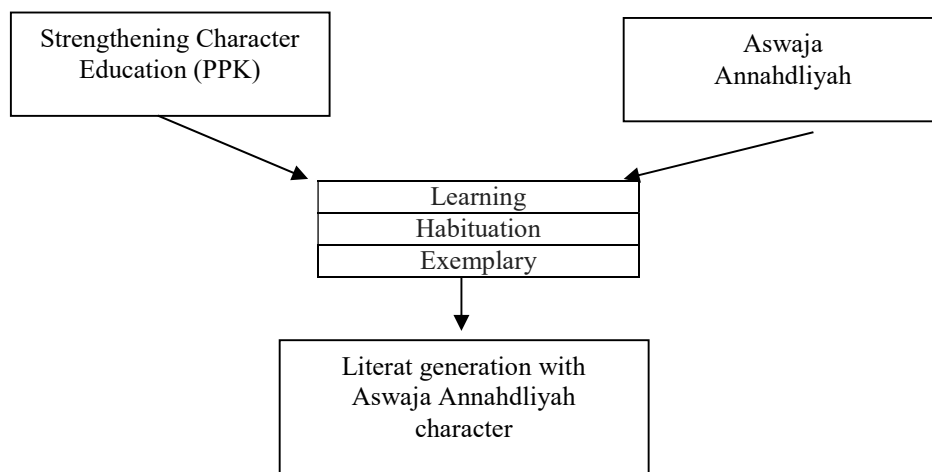 Strengthening Character
Education (PPK)
Aswaja
Annahdliyah
Learning
Habituation
Exemplary
Literat generation with
Aswaja Annahdliyah
character